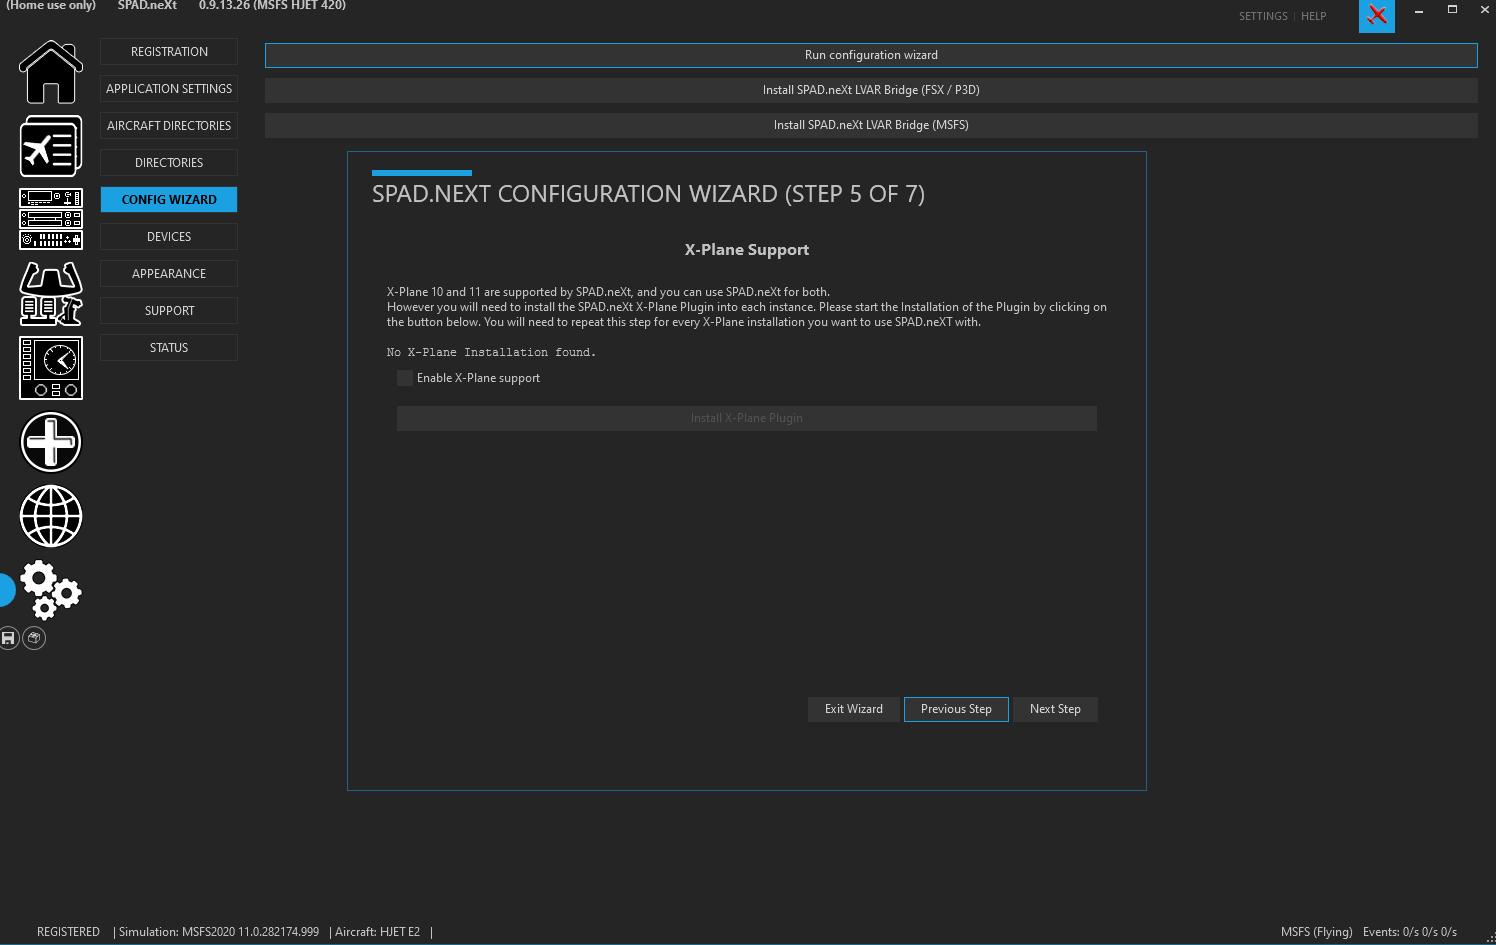 (Home use only) SPAD.neXt 0.9.13.26 (MSFS HJET 420)
SETTINGS | HELP
REGISTRATION
APPLICATION SETTINGS
AIRCRAFT DIRECTORIES
DIRECTORIES
CONFIG WIZARD
DEVICES
APPEARANCE
SUPPORT
STATUS
Run configuration wizard
Install SPAD.neXt LVAR Bridge (FSX / P3D)
Install SPAD.neXt LVAR Bridge (MSFS)
SPAD.NEXT CONFIGURATION WIZARD (STEP 5 OF 7)
X-Plane Support
X-Plane 10 and 11 are supported by SPAD.neXt, and you can use SPAD.neXt for both.
However you will need to install the SPAD.neXt X-Plane Plugin into each instance. Please start the Installation of the Plugin by clicking on
the button below. You will need to repeat this step for every X-Plane installation you want to use SPAD.neXT with.
No X-Plane Installation found.
Enable X-Plane support
Install X-Plane Plugin
Exit Wizard Previous Step Next Step
REGISTERED | Simulation: MSFS2020 11.0.282174.999 | Aircraft: HJET E2 | MSFS (Flying) Events: 0/s 0/s 0/s